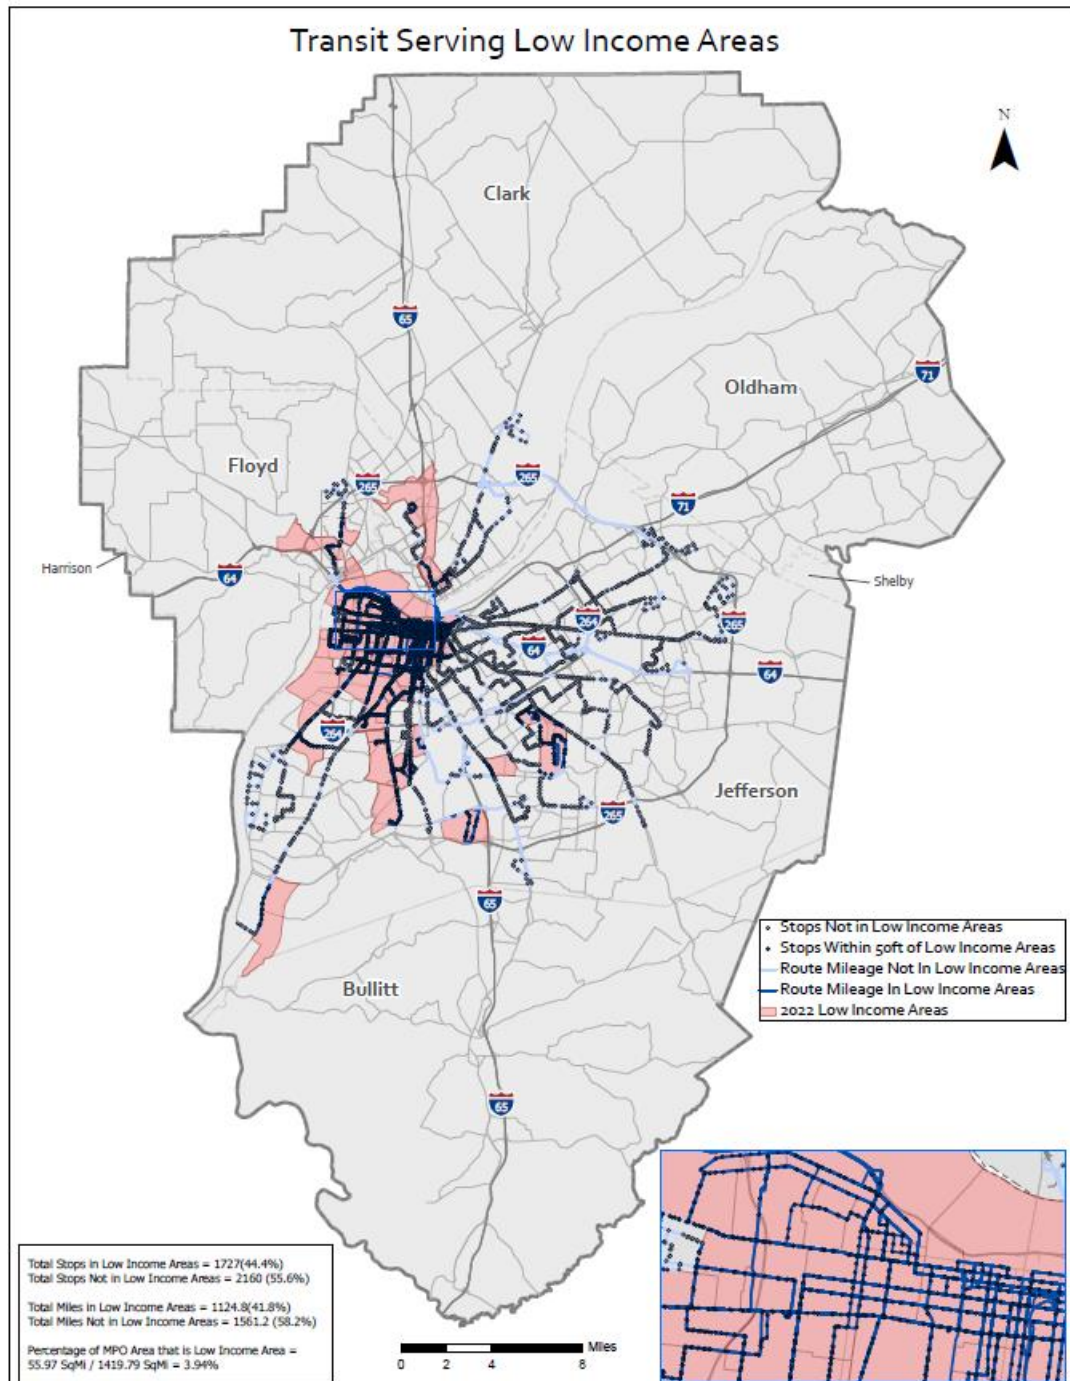 Transit Serving Low Income Areas
N
Clark
65
71
Oldham
Floyd
265
265
71
Harrison
64
Shelby
264
265
64
64
264
Jefferson
265
65
Stops Not in Low Income Areas
Stops Within 50ft of Low Income Areas
Route Mileage Not In Low Income Areas
Route Mileage In Low Income Areas
2022 Low Income Areas
Bullitt
65
Total Stops in Low Income Areas = 1727(44.4%)
Total Stops Not in Low Income Areas = 2160 (55.6%)
Total Miles in Low Income Areas = 1124.8(41.8%)
Total Miles Not in Low Income Areas = 1561.2 (58.2%)
Percentage of MPO Area that is Low Income Area =
55.97 SqMi / 1419.79 SqMi = 3.94%
Miles
0 2 4 8